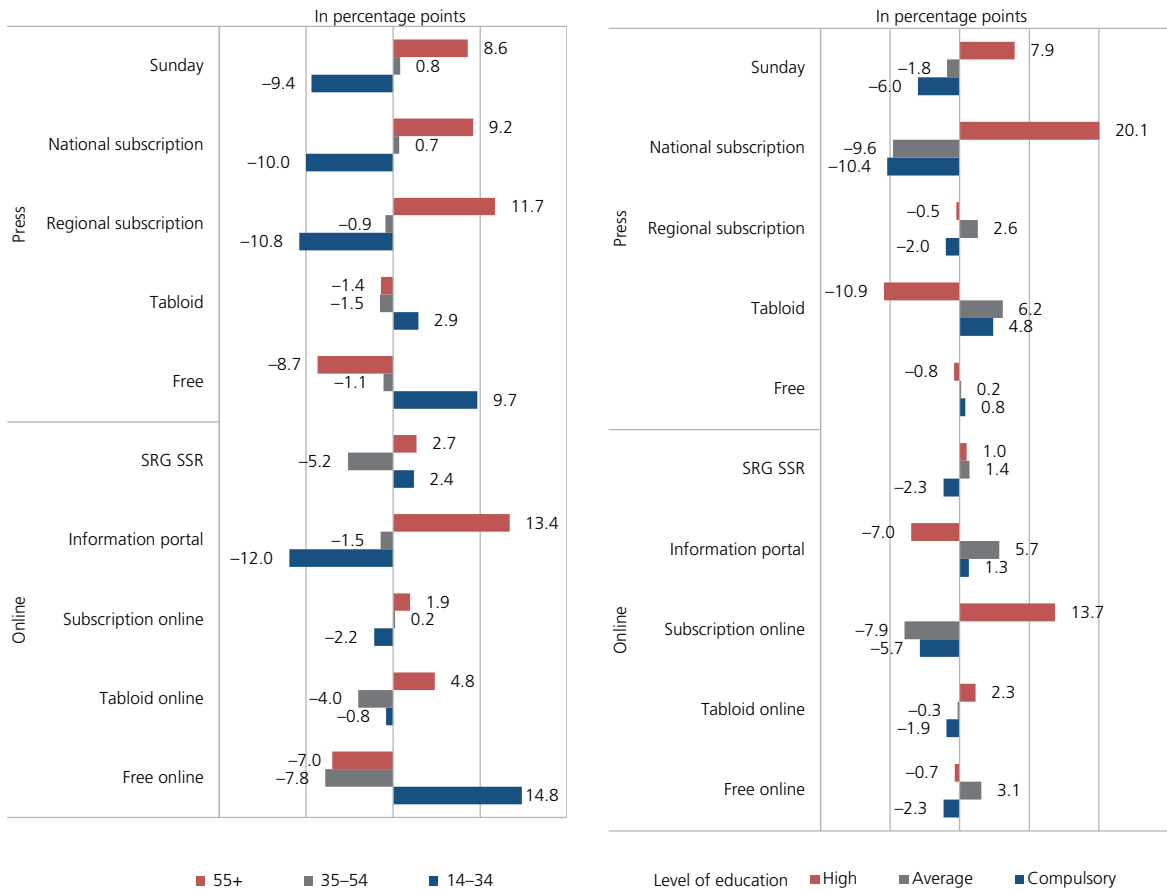 In percentage points
Press
Sunday
8.6
0.8
−9.4
National subscription
9.2
0.7
−10.0
Regional subscription
11.7
−0.9
−10.8
Tabloid
−1.4
−1.5
2.9
Free
−8.7
−1.1
9.7
Online
SRG SSR
2.7
−5.2
2.4
Information portal
13.4
−1.5
−12.0
Subscription online
1.9
0.2
−2.2
Tabloid online
4.8
−4.0
−0.8
Free online
−7.0
−7.8
14.8
55+ 35–54 14–34
In percentage points
Press
Sunday
7.9
−1.8
−6.0
National subscription
20.1
−9.6
−10.4
Regional subscription
−0.5
2.6
−2.0
Tabloid
−10.9
6.2
4.8
Free
−0.8
0.2
0.8
Online
SRG SSR
1.0
1.4
−2.3
Information portal
−7.0
5.7
1.3
Subscription online
13.7
−7.9
−5.7
Tabloid online
2.3
−0.3
−1.9
Free online
−0.7
3.1
−2.3
Level of education High Average Compulsory